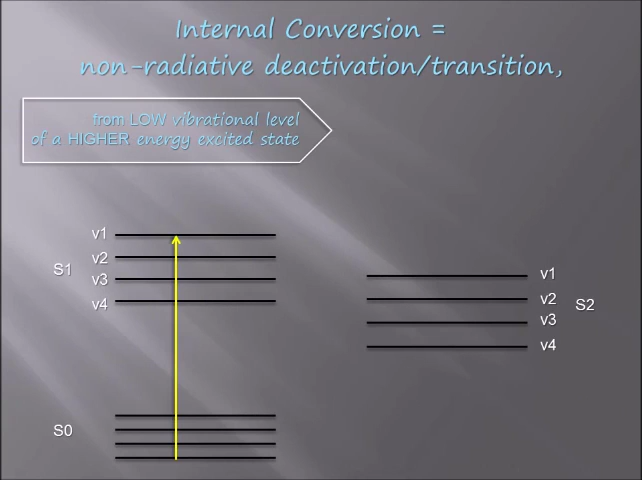 Internal Conversion =
non-radiative deactivation/transition,
from LOW vibrational level
of a HIGHER energy excited state
v1
v2
S1
v3
v4
v1
v2
S2
v3
v4
S0